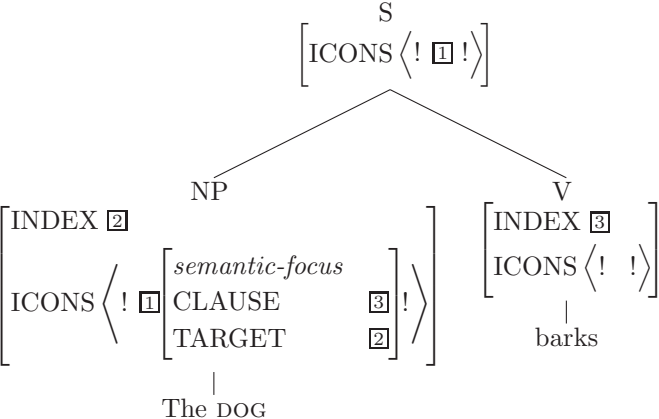 S
[ICONS ⟨! 1 !⟩]
NP
V
INDEX 2
INDEX 3
semantic-focus
ICONS ⟨! 1 CLAUSE 3 !⟩
ICONS ⟨! !⟩
TARGET 2
barks
The DOG